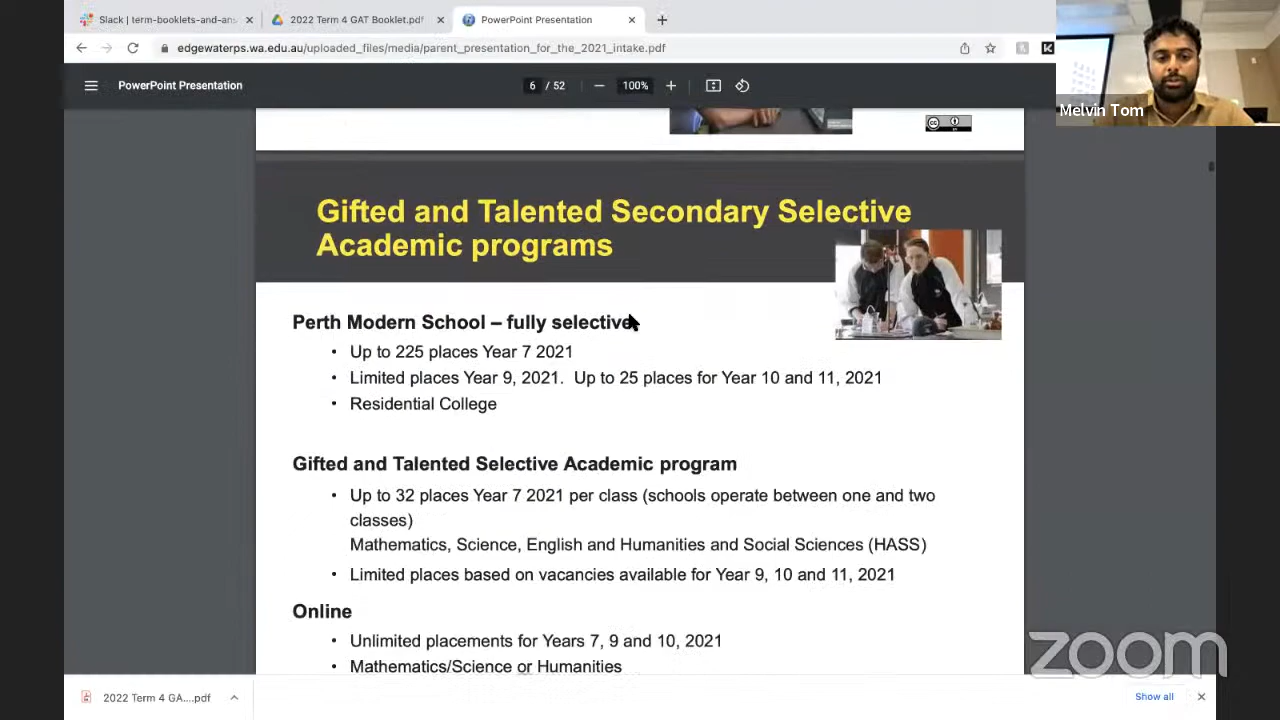 Slack | term-booklets-and-ans
2022 Term 4 GAT Booklet.pdf
PowerPoint Presentation
edgewaterps.wa.edu.au/uploaded_files/media/parent_presentation_for_the_2021_intake.pdf
PowerPoint Presentation
6 / 52
100%
Melvin Tom
Gifted and Talented Secondary Selective
Academic programs
Perth Modern School – fully selective
• Up to 225 places Year 7 2021
• Limited places Year 9, 2021. Up to 25 places for Year 10 and 11, 2021
• Residential College
Gifted and Talented Selective Academic program
• Up to 32 places Year 7 2021 per class (schools operate between one and two
classes)
Mathematics, Science, English and Humanities and Social Sciences (HASS)
• Limited places based on vacancies available for Year 9, 10 and 11, 2021
Online
• Unlimited placements for Years 7, 9 and 10, 2021
• Mathematics/Science or Humanities
zoom
2022 Term 4 GA....pdf
Show all